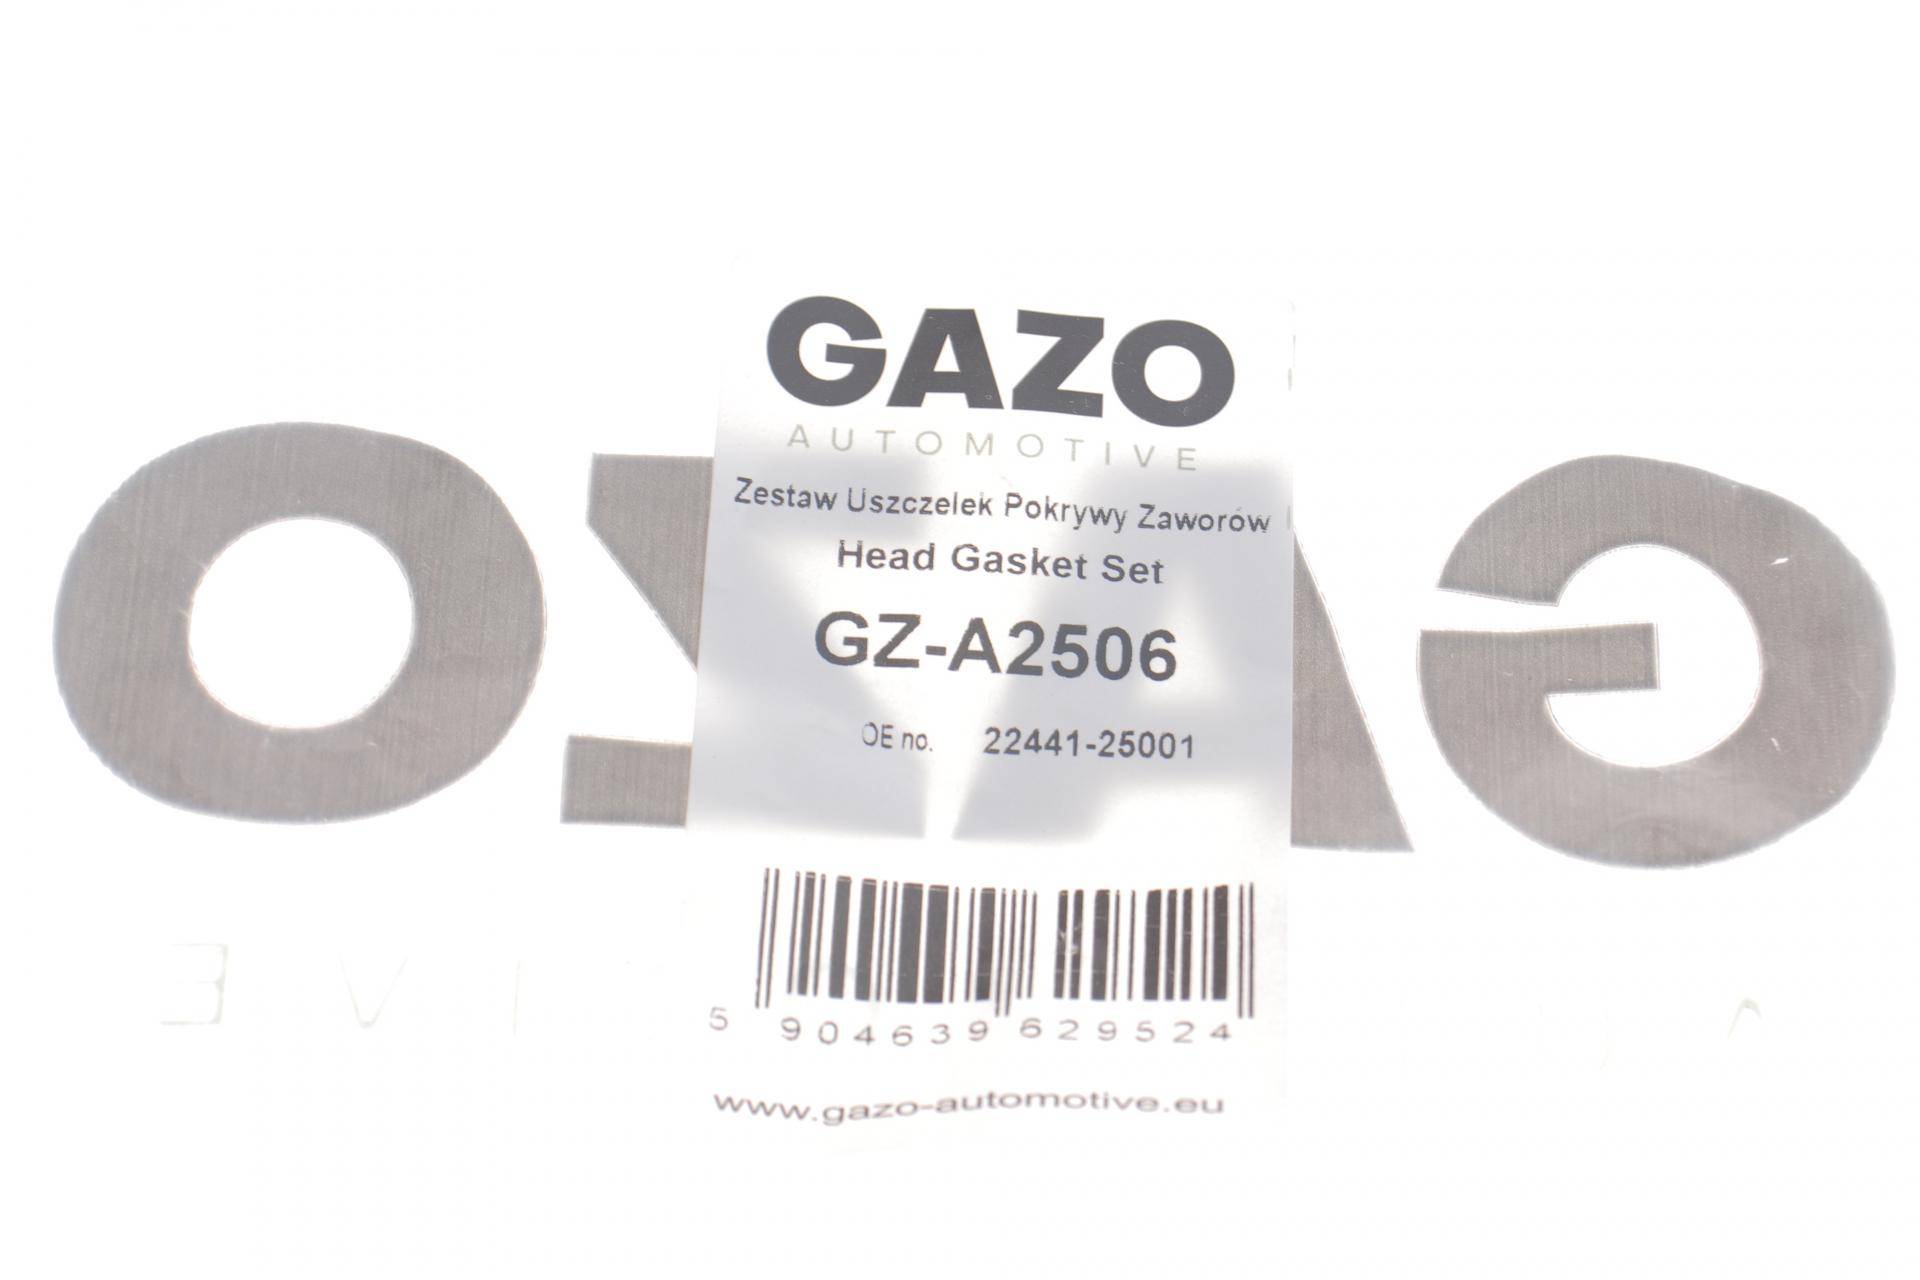 GAZO
AUTOMOTIVE
Zestaw Uszczelek Pokrywy Zaworów
Head Gasket Set
GZ-A2506
OE no. 22441-25001
5 904639 629524
www.gazo-automotive.eu
GAZO